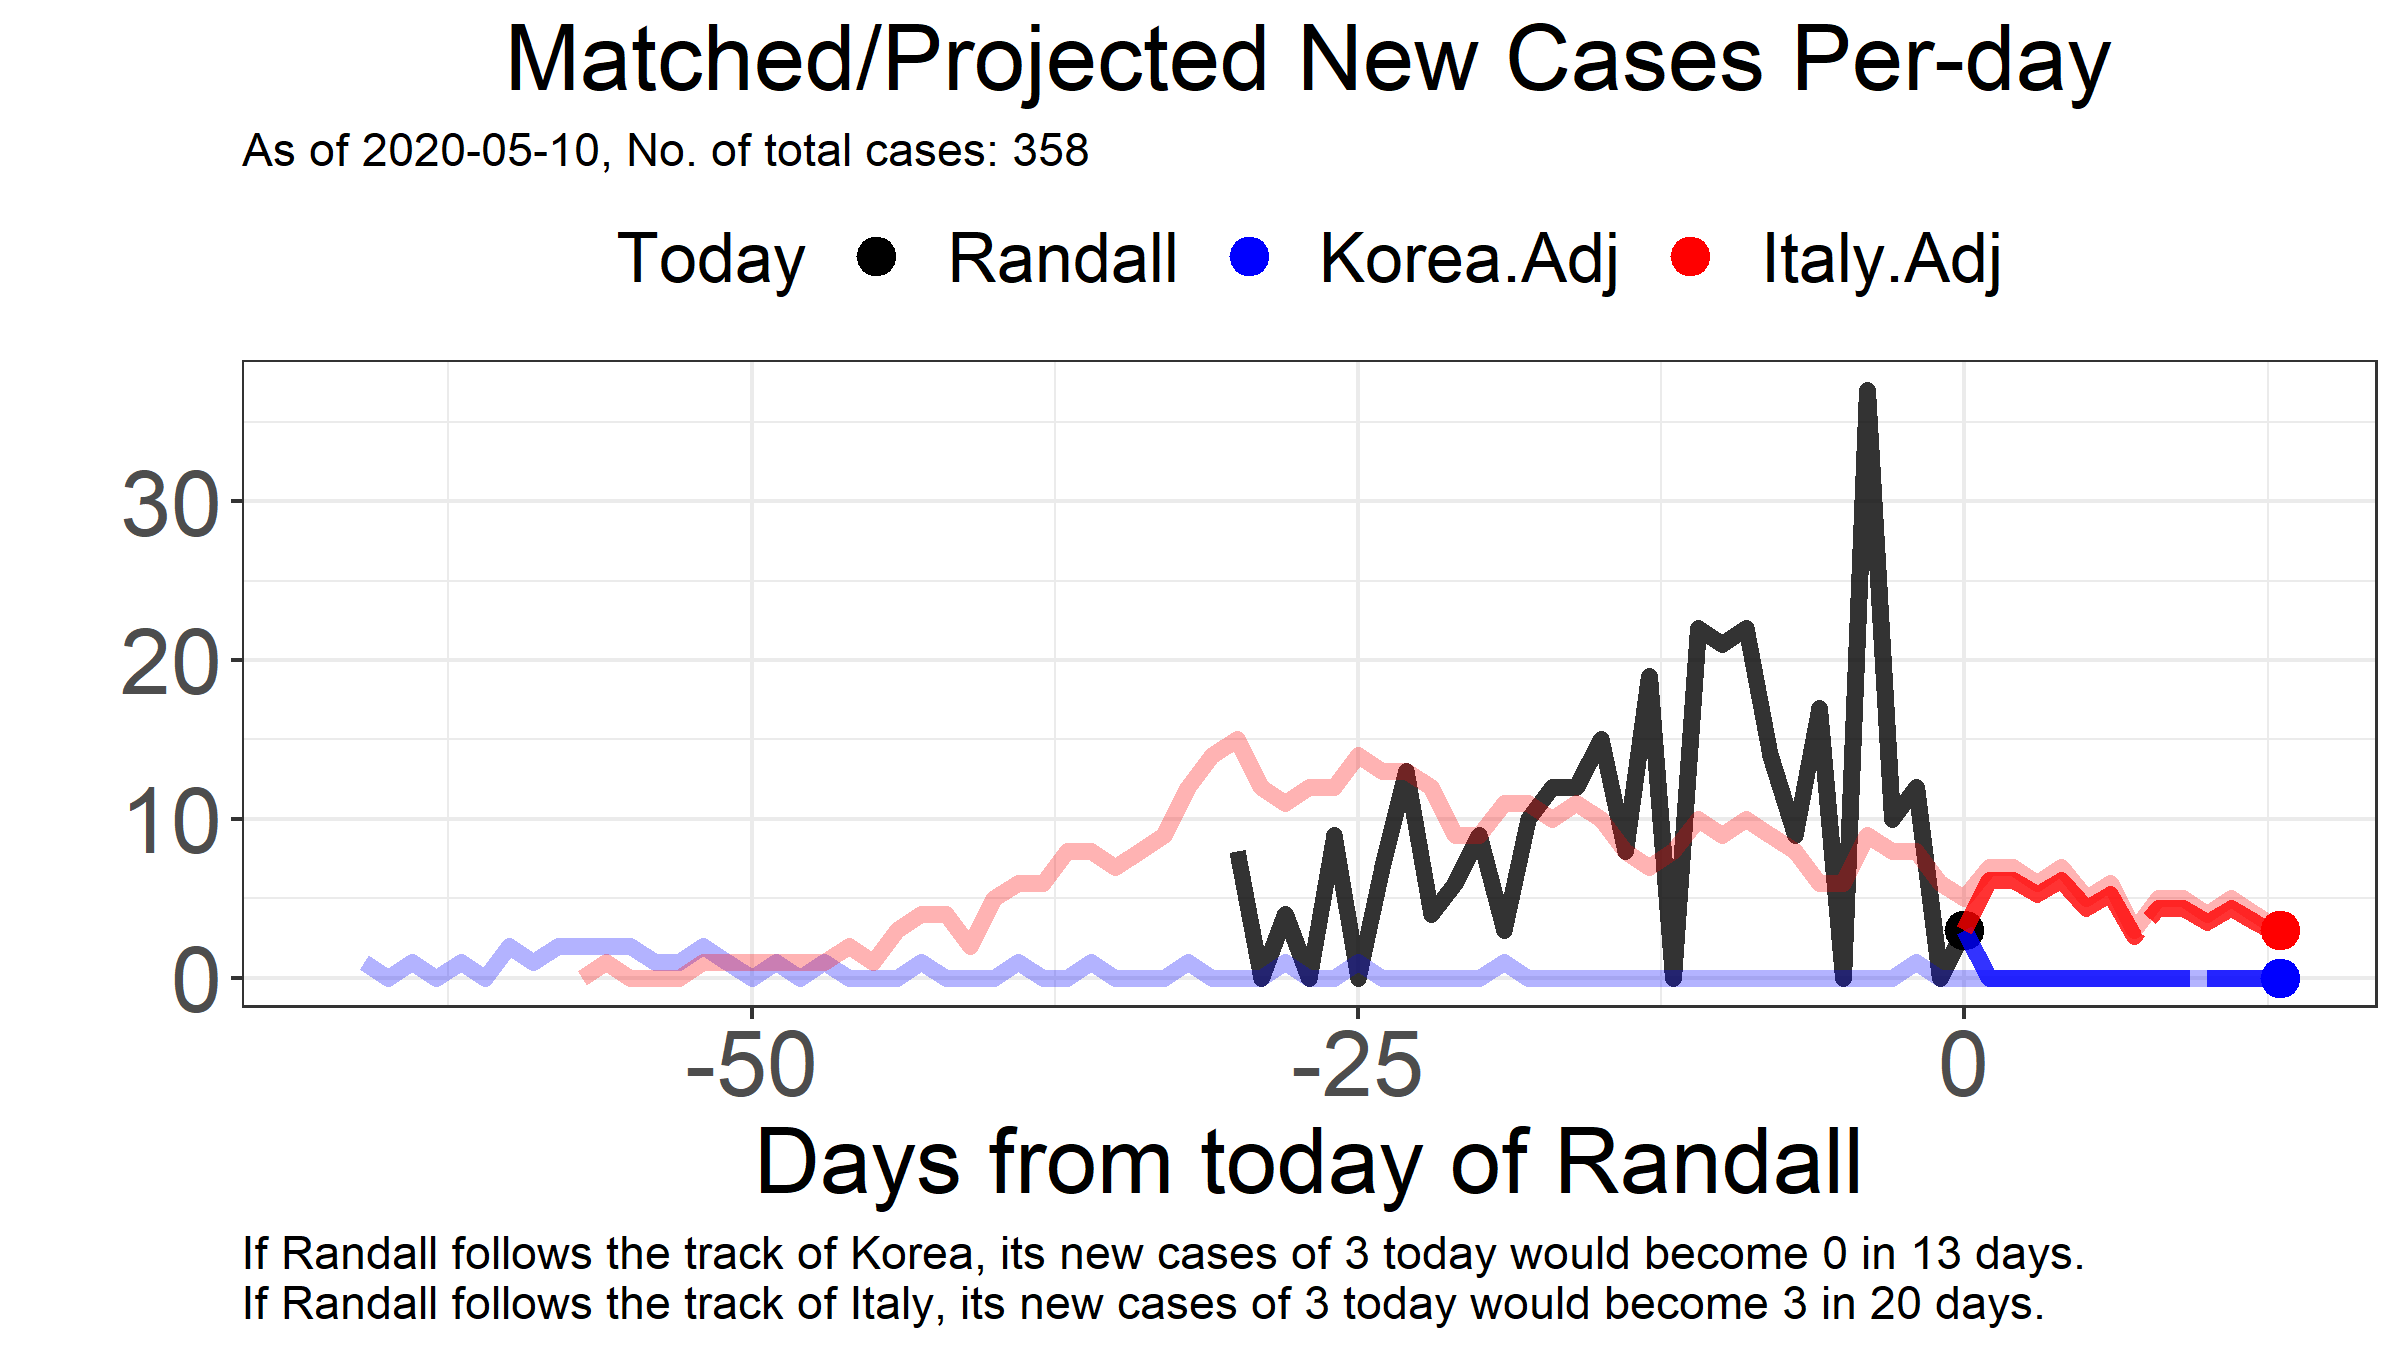 Matched/Projected New Cases Per-day
As of 2020-05-10, No. of total cases: 358
Today Randall Korea.Adj Italy.Adj
30
20
10
0
-50 -25 0
Days from today of Randall
If Randall follows the track of Korea, its new cases of 3 today would become 0 in 13 days.
If Randall follows the track of Italy, its new cases of 3 today would become 3 in 20 days.